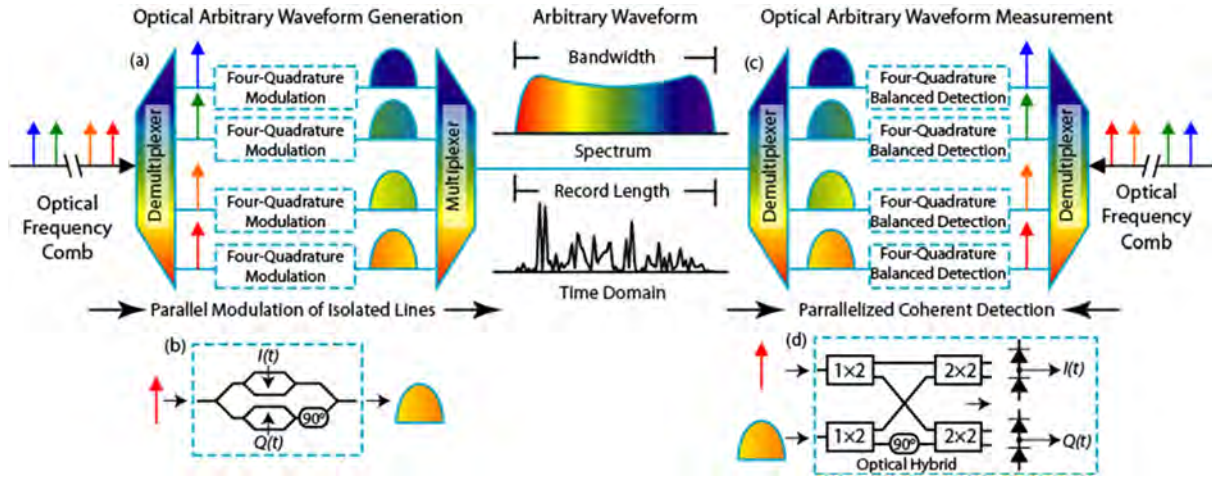 Optical Arbitrary Waveform Generation
Arbitrary Waveform
Optical Arbitrary Waveform Measurement
(a)
Demultiplexer
Four-Quadrature
Modulation
Four-Quadrature
Modulation
Four-Quadrature
Modulation
Four-Quadrature
Modulation
Multiplexer
Optical
Frequency
Comb
Parallel Modulation of Isolated Lines
Bandwidth
Spectrum
Record Length
Time Domain
(c)
Demultiplexer
Four-Quadrature
Balanced Detection
Four-Quadrature
Balanced Detection
Four-Quadrature
Balanced Detection
Four-Quadrature
Balanced Detection
Demultiplexer
Optical
Frequency
Comb
Parrallelized Coherent Detection
(b)
I(t)
90º
Q(t)
(d)
1×2
2×2
I(t)
1×2
90º
2×2
Q(t)
Optical Hybrid